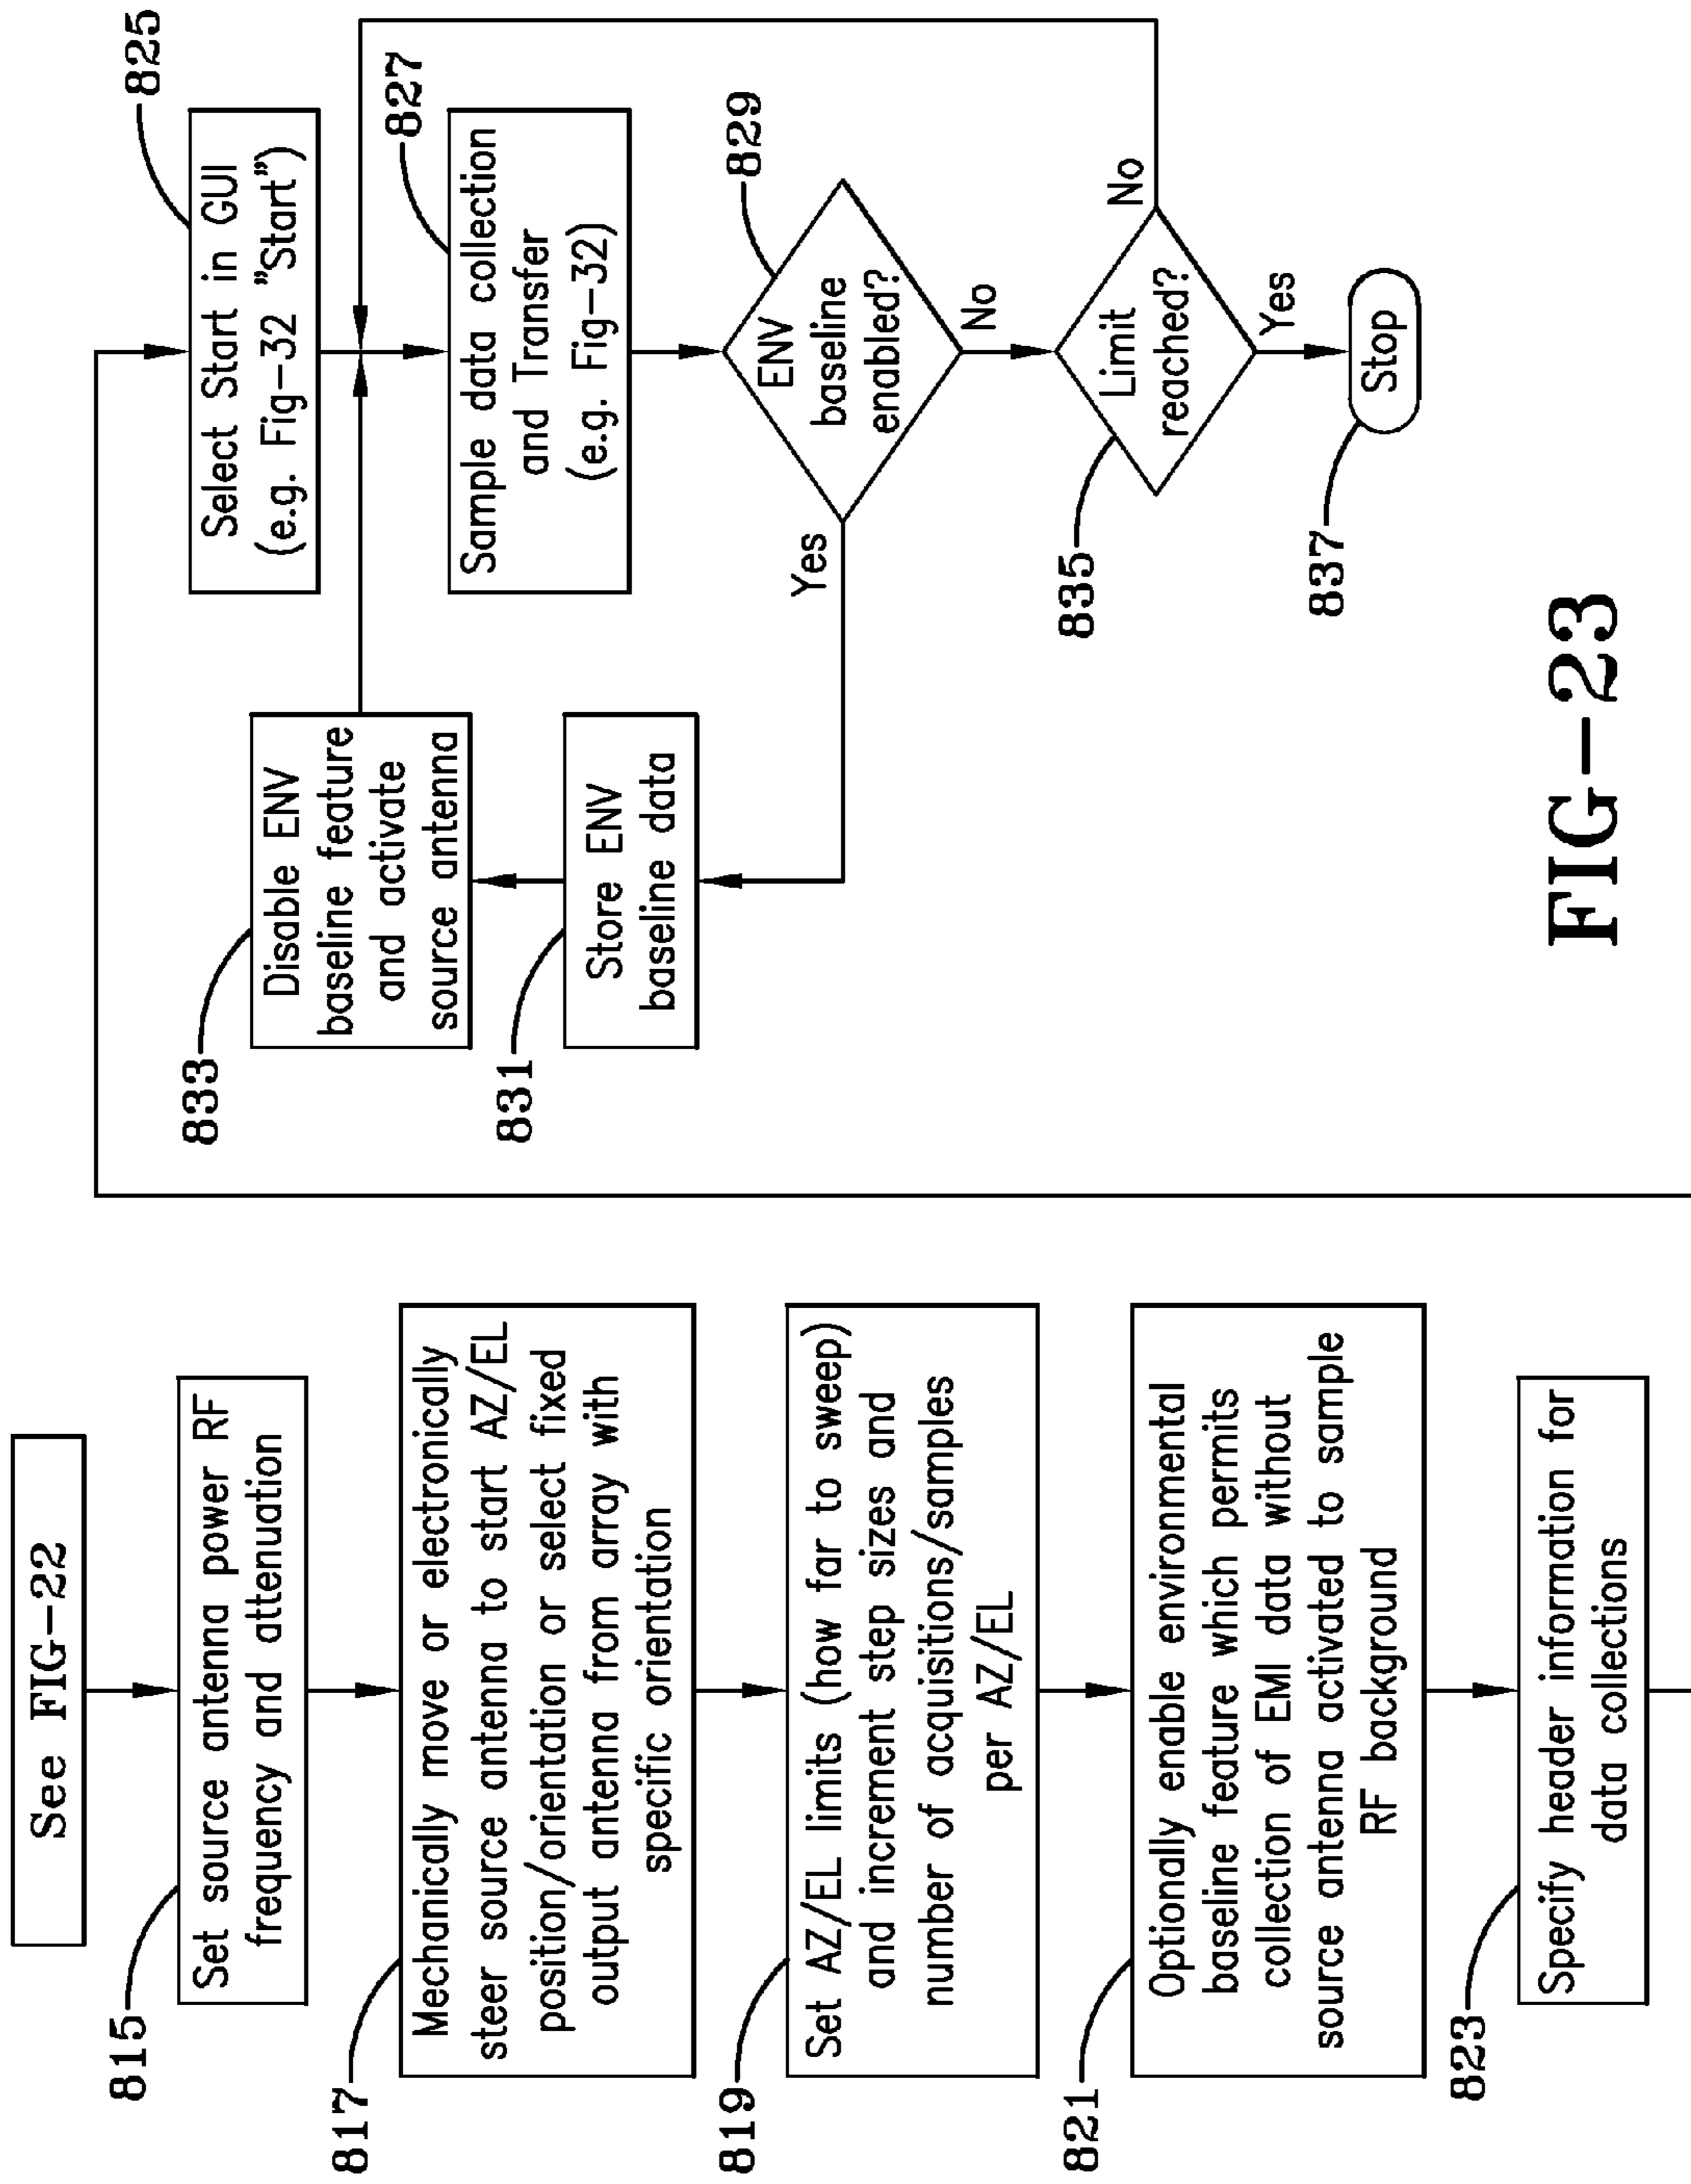 See FIG-22
815
Set source antenna power RF
frequency and attenuation
817
Mechanically move or electronically
steer source antenna to start AZ/EL
position/orientation or select fixed
output antenna from array with
specific orientation
819
Set AZ/EL limits (how far to sweep)
and increment step sizes and
number of acquisitions/samples
per AZ/EL
821
Optionally enable environmental
baseline feature which permits
collection of EMI data without
source antenna activated to sample
RF background
823
Specify header information for
data collections
825
Select Start in GUI
(e.g. Fig-32 "Start")
827
Sample data collection
and Transfer
(e.g. Fig-32)
829
ENV
baseline
enabled?
Yes
No
831
Store ENV
baseline data
833
Disable ENV
baseline feature
and activate
source antenna
835
Limit
reached?
No
Yes
837
Stop
FIG-23